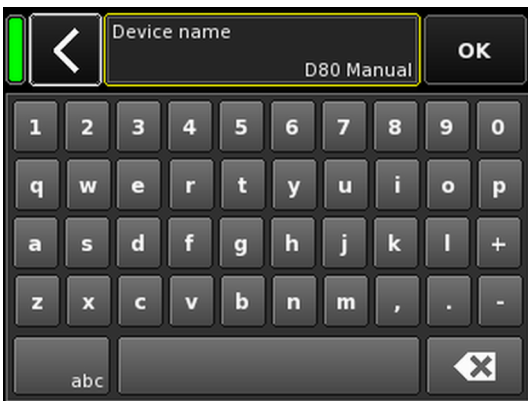 Device name
D80 Manual
OK
1 2 3 4 5 6 7 8 9 0
q w e r t y u i o p
a s d f g h j k l +
z x c v b n m , . -
abc